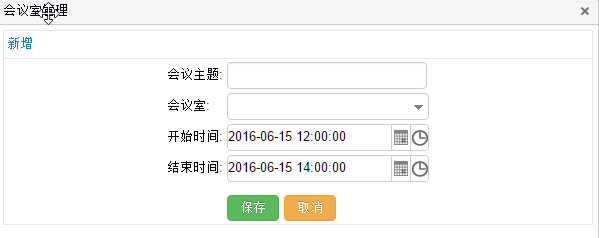 会议室管理
新增
会议主题:
会议室:
开始时间: 2016-06-15 12:00:00
结束时间: 2016-06-15 14:00:00
保存 取消